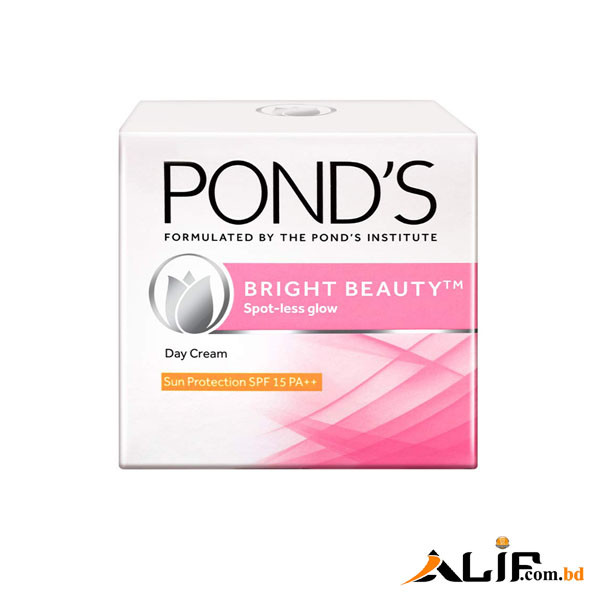 POND'S
FORMULATED BY THE POND'S INSTITUTE
BRIGHT BEAUTY™
Spot-less glow
Day Cream
Sun Protection SPF 15 PA++
ALIF.com.bd